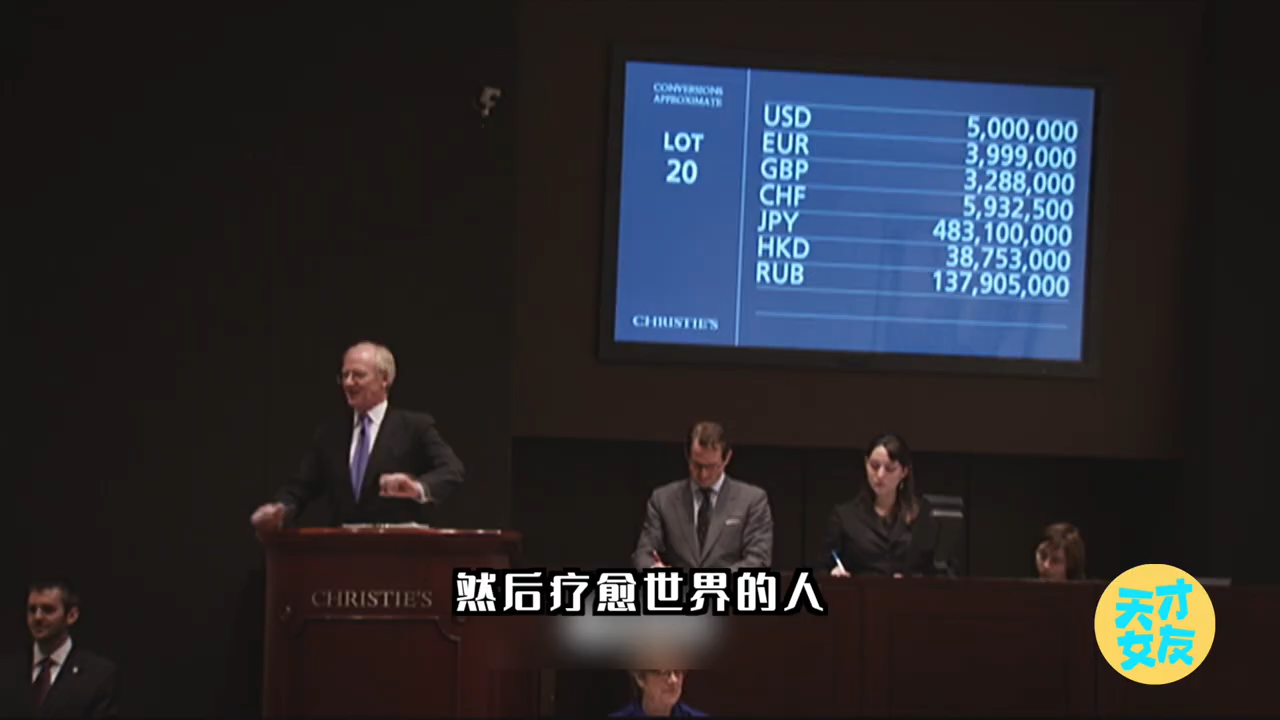 CONVERSIONS
APPROXIMATE
LOT
20
USD 5,000,000
EUR 3,999,000
GBP 3,288,000
CHF 5,932,500
JPY 483,100,000
HKD 38,753,000
RUB 137,905,000
CHRISTIE'S
CHRISTIE'S
然后疗愈世界的人
天才
女友